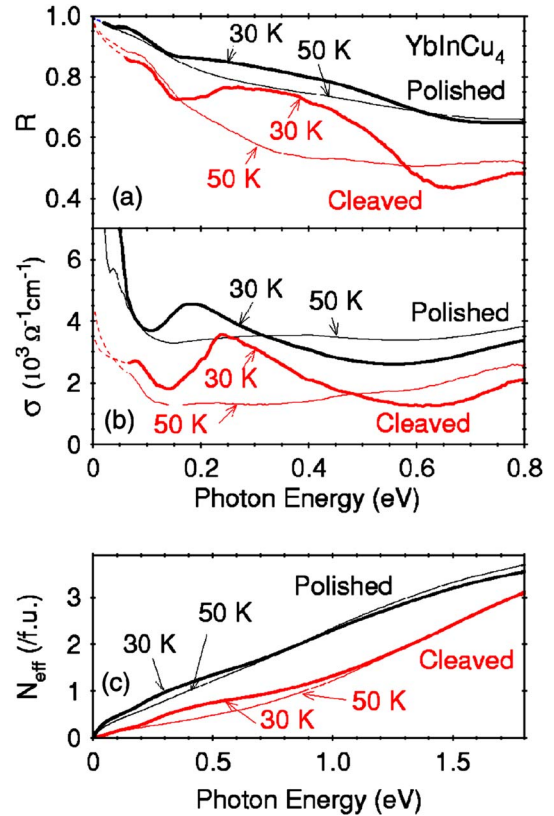 YbInCu4
1.0
0.8
0.6
0.4
R
30 K
50 K
Polished
30 K
50 K
Cleaved
(a)
6
4
2
0
σ (10³ Ω⁻¹cm⁻¹)
30 K
50 K
Polished
30 K
50 K
Cleaved
(b)
0
0.2
0.4
0.6
0.8
Photon Energy (eV)
3
2
1
0
Neff (/f.u.)
Polished
50 K
30 K
Cleaved
50 K
30 K
(c)
0
0.5
1.0
1.5
Photon Energy (eV)